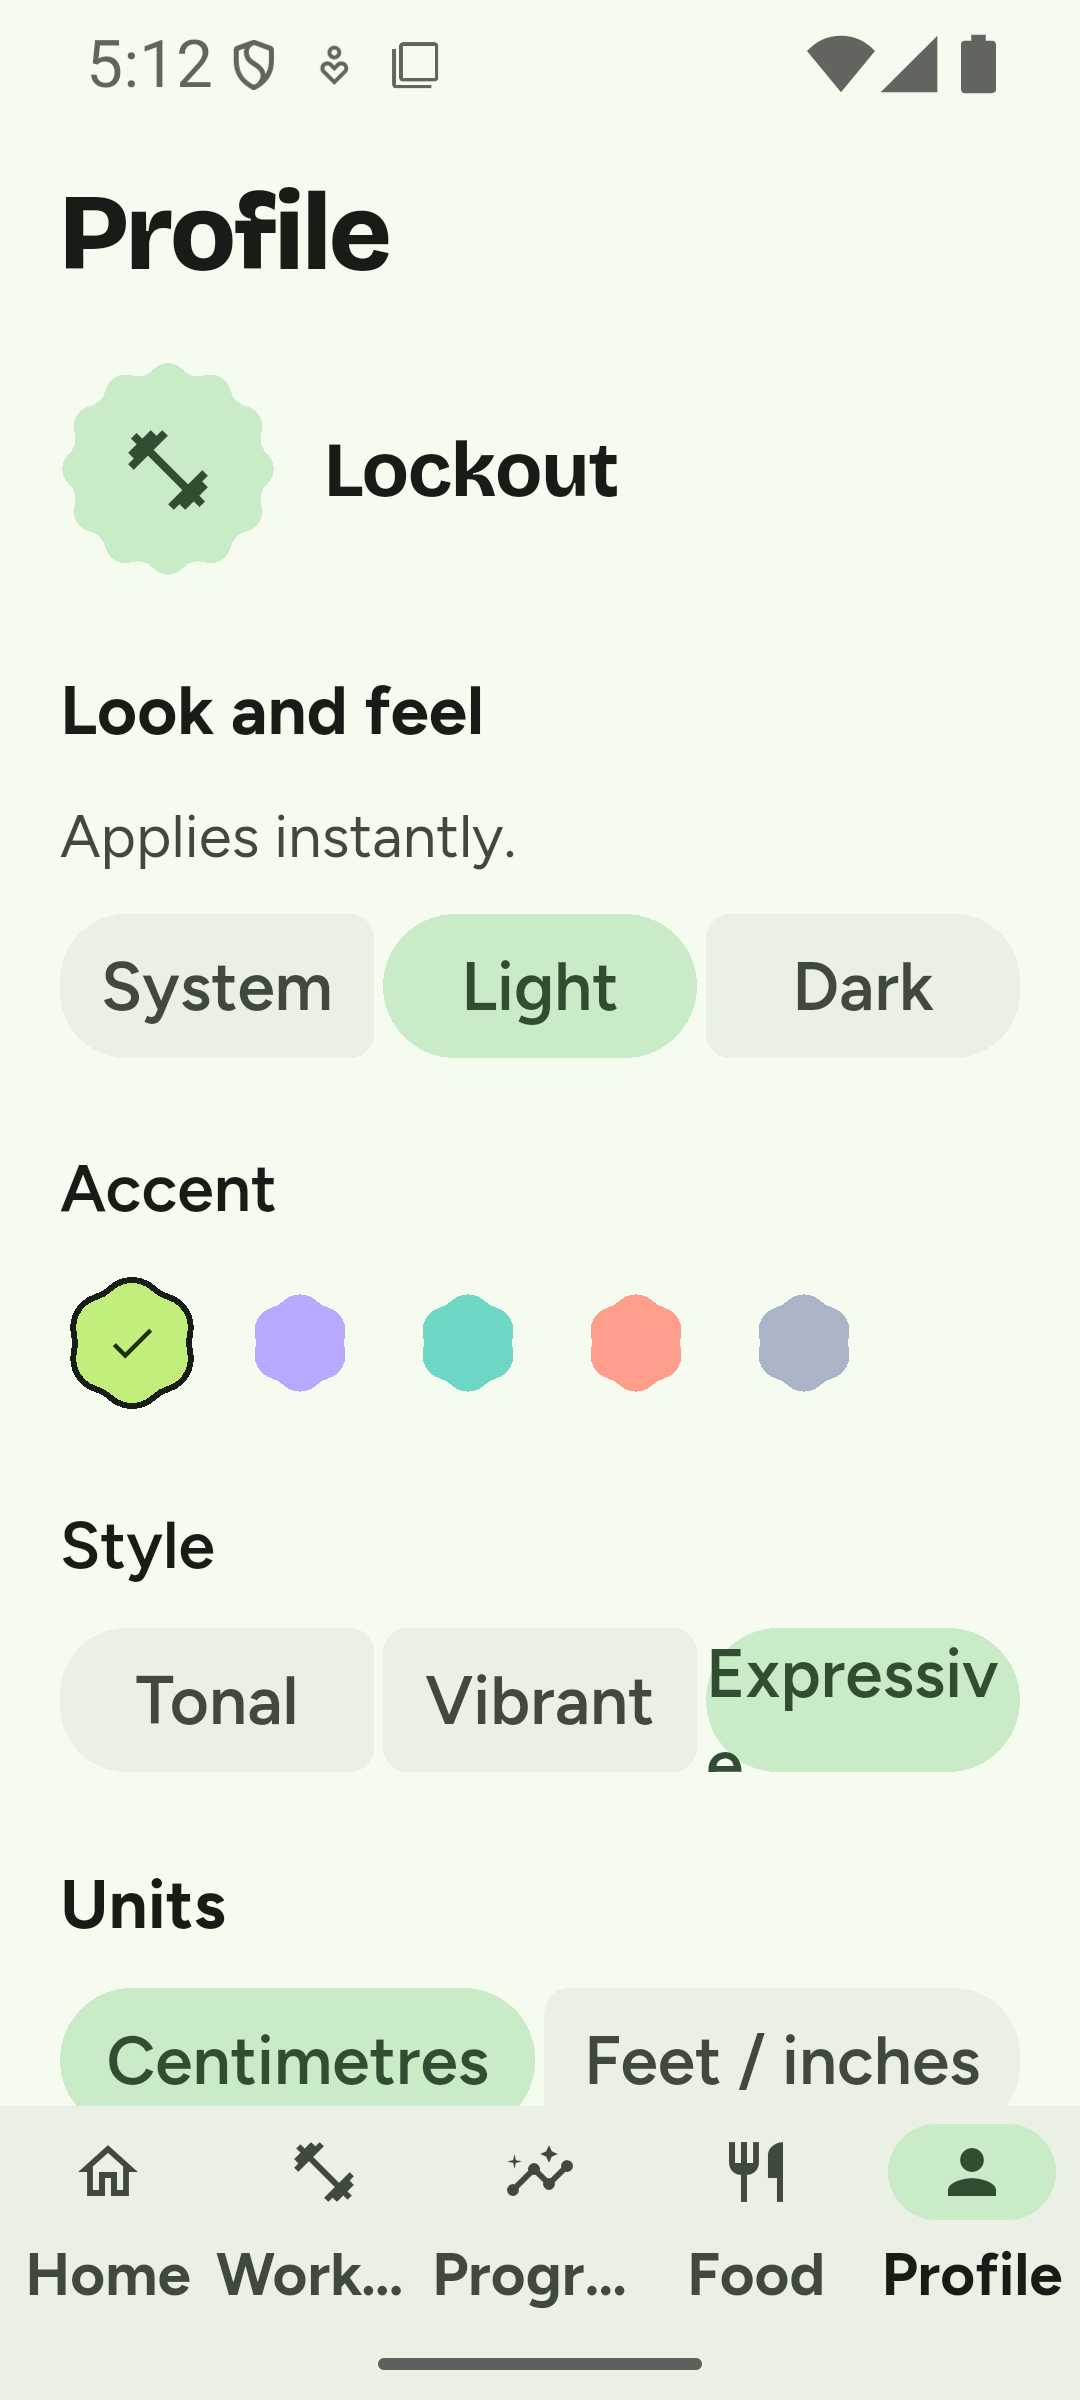 5:12
Profile
Lockout
Look and feel
Applies instantly.
System Light Dark
Accent
Style
Tonal Vibrant Expressiv
e
Units
Centimetres Feet / inches
Home Work... Progr... Food Profile